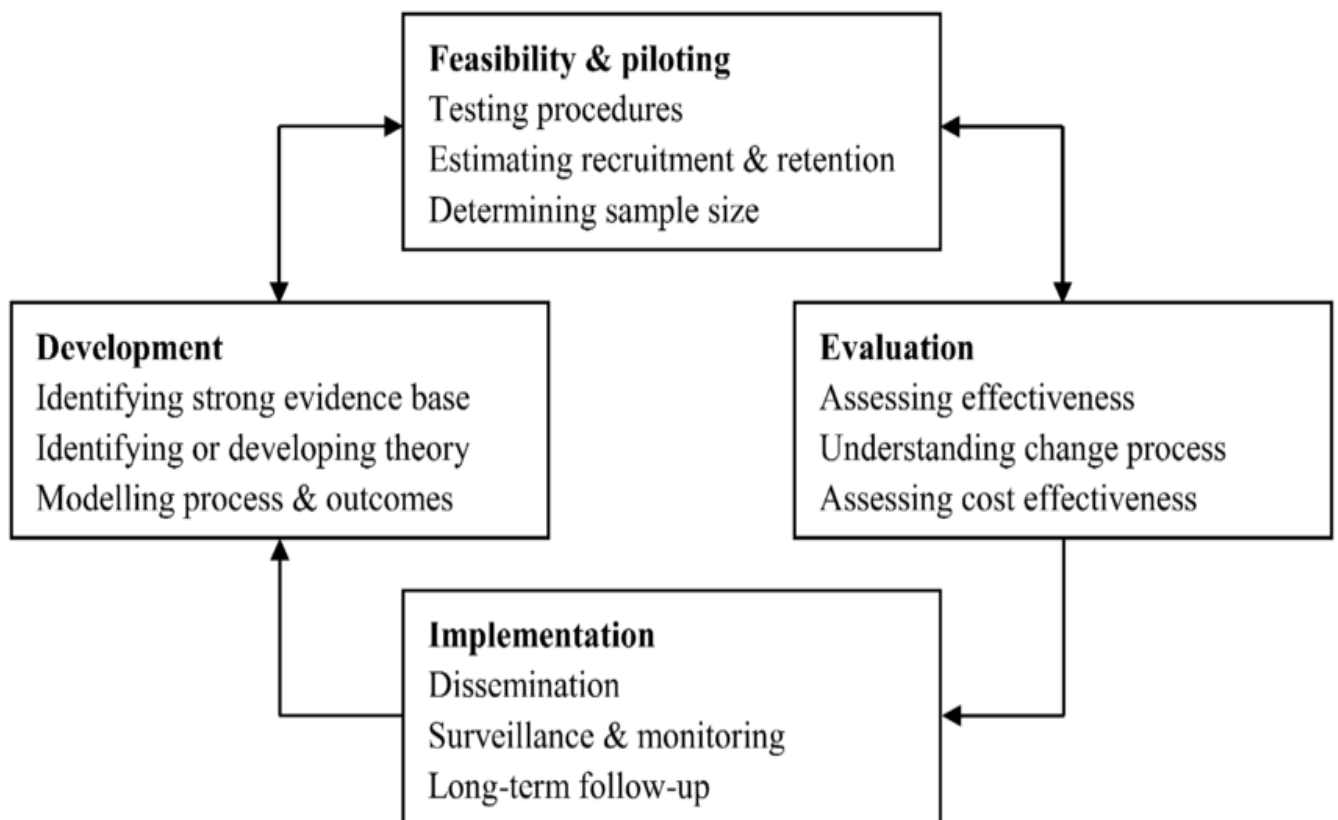 Feasibility & piloting
Testing procedures
Estimating recruitment & retention
Determining sample size
Development
Identifying strong evidence base
Identifying or developing theory
Modelling process & outcomes
Evaluation
Assessing effectiveness
Understanding change process
Assessing cost effectiveness
Implementation
Dissemination
Surveillance & monitoring
Long-term follow-up